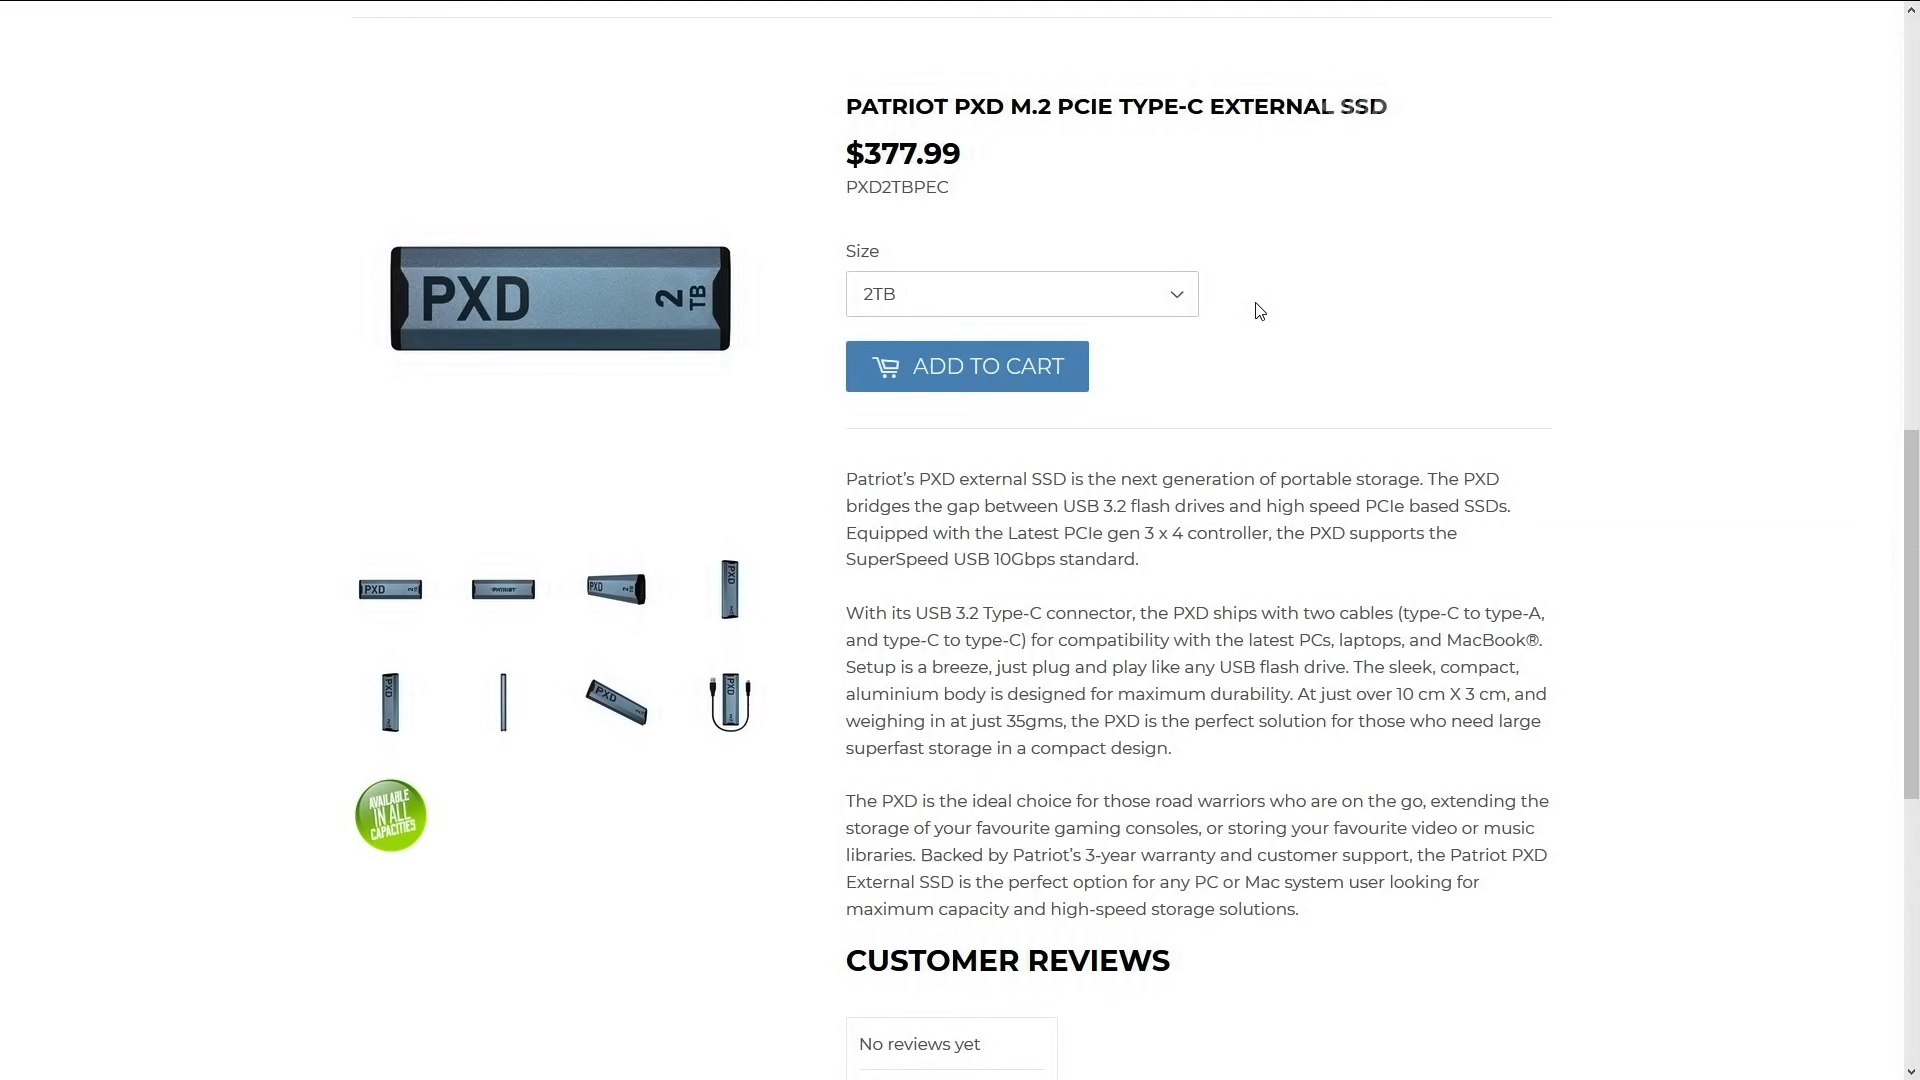 PATRIOT PXD M.2 PCIE TYPE-C EXTERNAL SSD
$377.99
PXD2TBPEC
Size
2TB
ADD TO CART
PXD 2 TB
Patriot's PXD external SSD is the next generation of portable storage. The PXD
bridges the gap between USB 3.2 flash drives and high speed PCIe based SSDs.
Equipped with the Latest PCIe gen 3 x 4 controller, the PXD supports the
SuperSpeed USB 10Gbps standard.
With its USB 3.2 Type-C connector, the PXD ships with two cables (type-C to type-A,
and type-C to type-C) for compatibility with the latest PCs, laptops, and MacBook®.
Setup is a breeze, just plug and play like any USB flash drive. The sleek, compact,
aluminium body is designed for maximum durability. At just over 10 cm X 3 cm, and
weighing in at just 35gms, the PXD is the perfect solution for those who need large
superfast storage in a compact design.
The PXD is the ideal choice for those road warriors who are on the go, extending the
storage of your favourite gaming consoles, or storing your favourite video or music
libraries. Backed by Patriot's 3-year warranty and customer support, the Patriot PXD
External SSD is the perfect option for any PC or Mac system user looking for
maximum capacity and high-speed storage solutions.
CUSTOMER REVIEWS
No reviews yet
PXD
PATRIOT
PXD
PXD
PXD
PXD
PXD
AVAILABLE
IN ALL
CAPACITIES